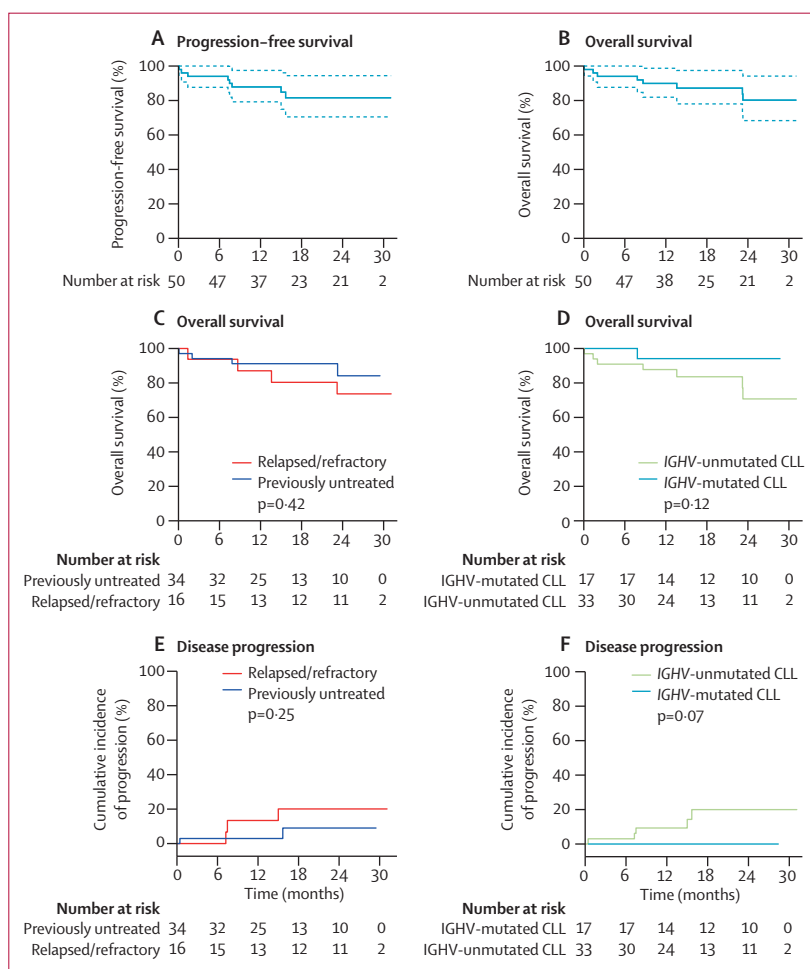 A Progression–free survival
Progression-free survival (%)
100
80
60
40
20
0
0 6 12 18 24 30
Number at risk 50 47 37 23 21 2
B Overall survival
Overall survival (%)
100
80
60
40
20
0
0 6 12 18 24 30
Number at risk 50 47 38 25 21 2
C Overall survival
Overall survival (%)
100
80
60
40
20
0
Relapsed/refractory
Previously untreated
p=0·42
0 6 12 18 24 30
Number at risk
Previously untreated 34 32 25 13 10 0
Relapsed/refractory 16 15 13 12 11 2
D Overall survival
Overall survival (%)
100
80
60
40
20
0
IGHV-unmutated CLL
IGHV-mutated CLL
p=0·12
0 6 12 18 24 30
Number at risk
IGHV-mutated CLL 17 17 14 12 10 0
IGHV-unmutated CLL 33 30 24 13 11 2
E Disease progression
Cumulative incidence
of progression (%)
100
80
60
40
20
0
Relapsed/refractory
Previously untreated
p=0·25
0 6 12 18 24 30
Time (months)
Number at risk
Previously untreated 34 32 25 13 10 0
Relapsed/refractory 16 15 13 12 11 2
F Disease progression
Cumulative incidence
of progression (%)
100
80
60
40
20
0
IGHV-unmutated CLL
IGHV-mutated CLL
p=0·07
0 6 12 18 24 30
Time (months)
Number at risk
IGHV-mutated CLL 17 17 14 12 10 0
IGHV-unmutated CLL 33 30 24 13 11 2